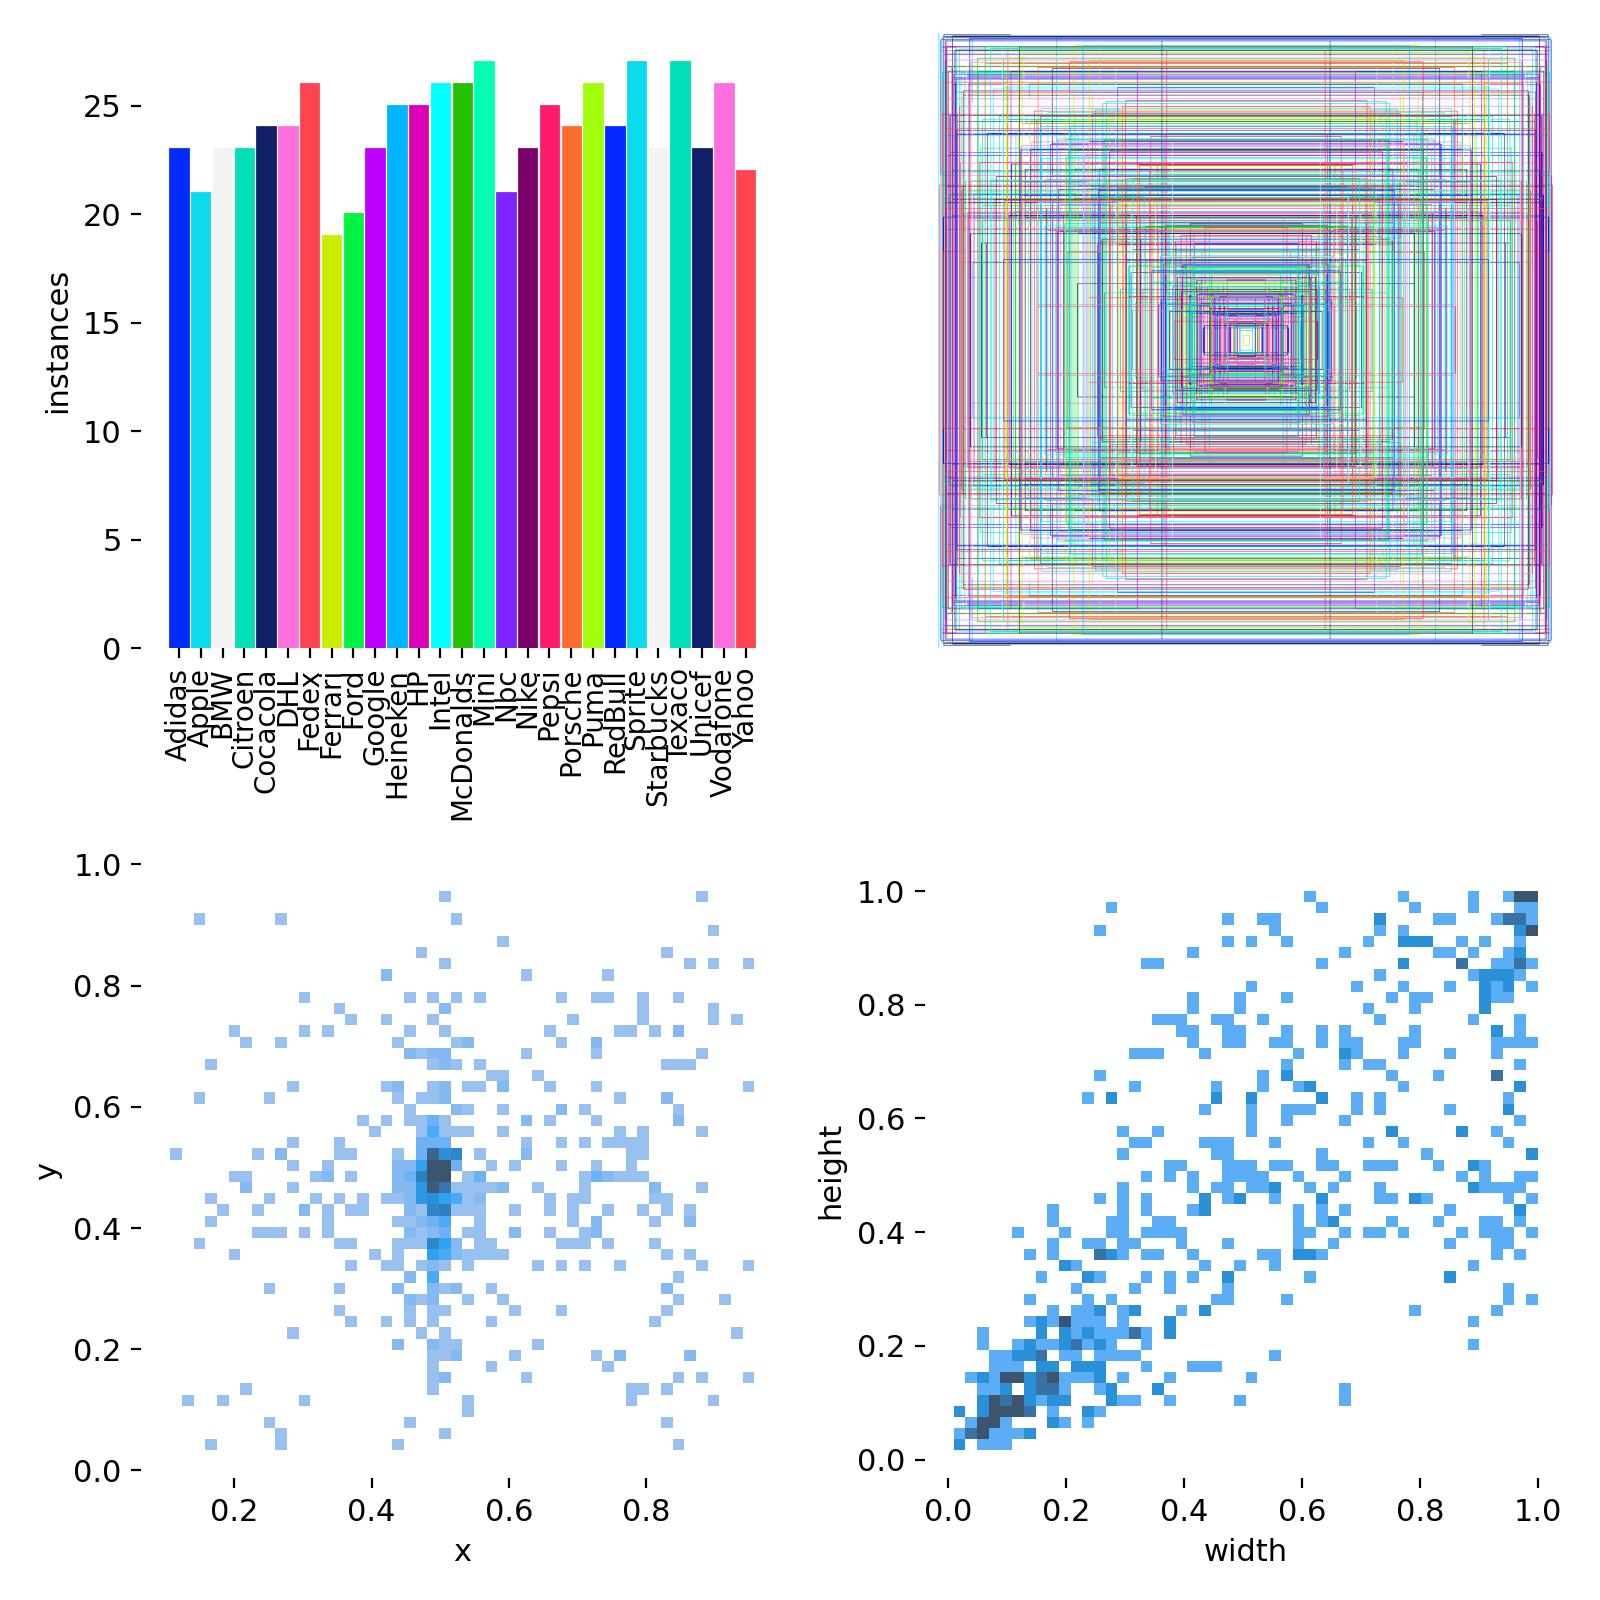 25
20
15
10
5
0
instances
Adidas
Apple
BMW
Citroen
Cocacola
DHL
Fedex
Ferrari
Ford
Google
Heineken
HP
Intel
McDonalds
Mini
Nbc
Nike
Pepsi
Porsche
Puma
RedBull
Sprite
Starbucks
Texaco
Unicef
Vodafone
Yahoo
1.0
0.8
0.6
0.4
0.2
0.0
y
0.2 0.4 0.6 0.8
x
1.0
0.8
0.6
0.4
0.2
0.0
height
0.0 0.2 0.4 0.6 0.8 1.0
width